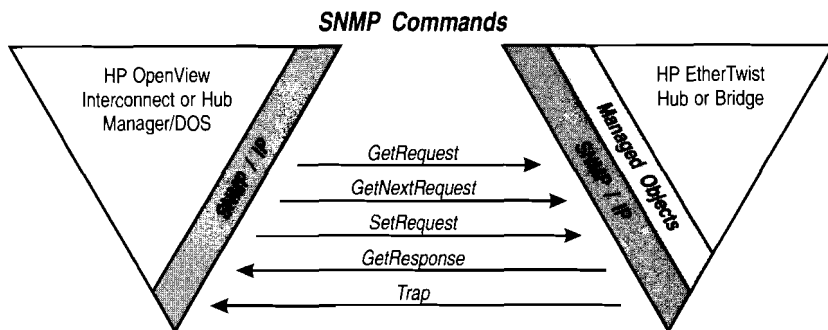 SNMP Commands
HP OpenView
Interconnect or Hub
Manager/DOS
SNMP / IP
GetRequest
GetNextRequest
SetRequest
GetResponse
Trap
SNMP / IP
Managed Objects
HP EtherTwist
Hub or Bridge